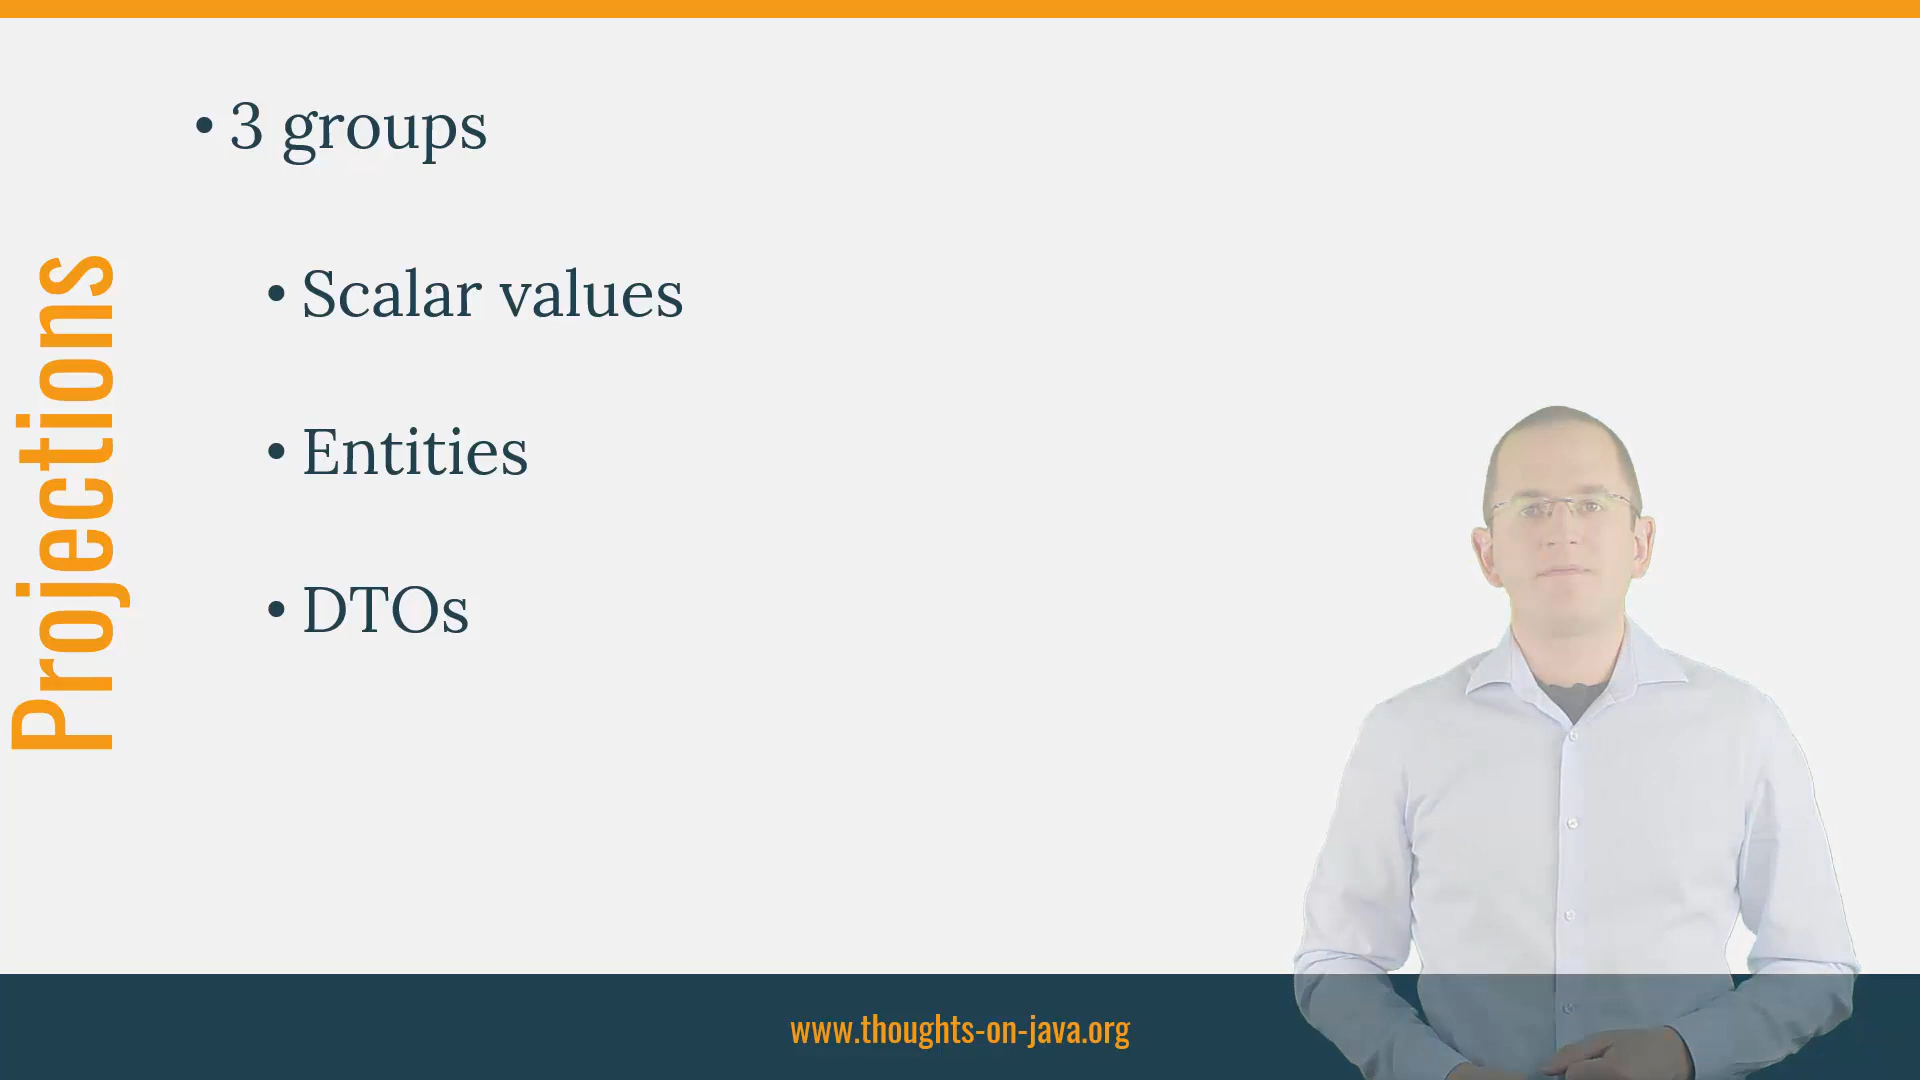 Projections
• 3 groups
• Scalar values
• Entities
• DTOs
www.thoughts-on-java.org